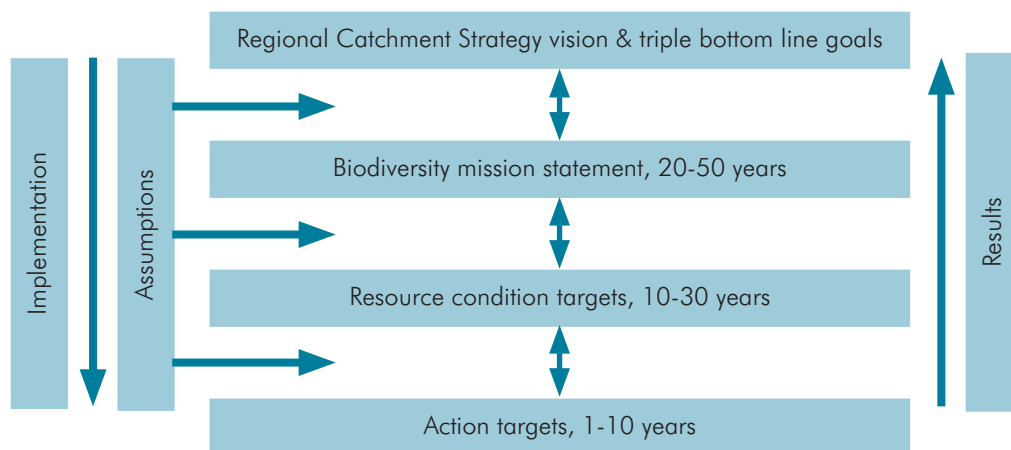 Regional Catchment Strategy vision & triple bottom line goals
Implementation
Assumptions
Biodiversity mission statement, 20-50 years
Resource condition targets, 10-30 years
Action targets, 1-10 years
Results